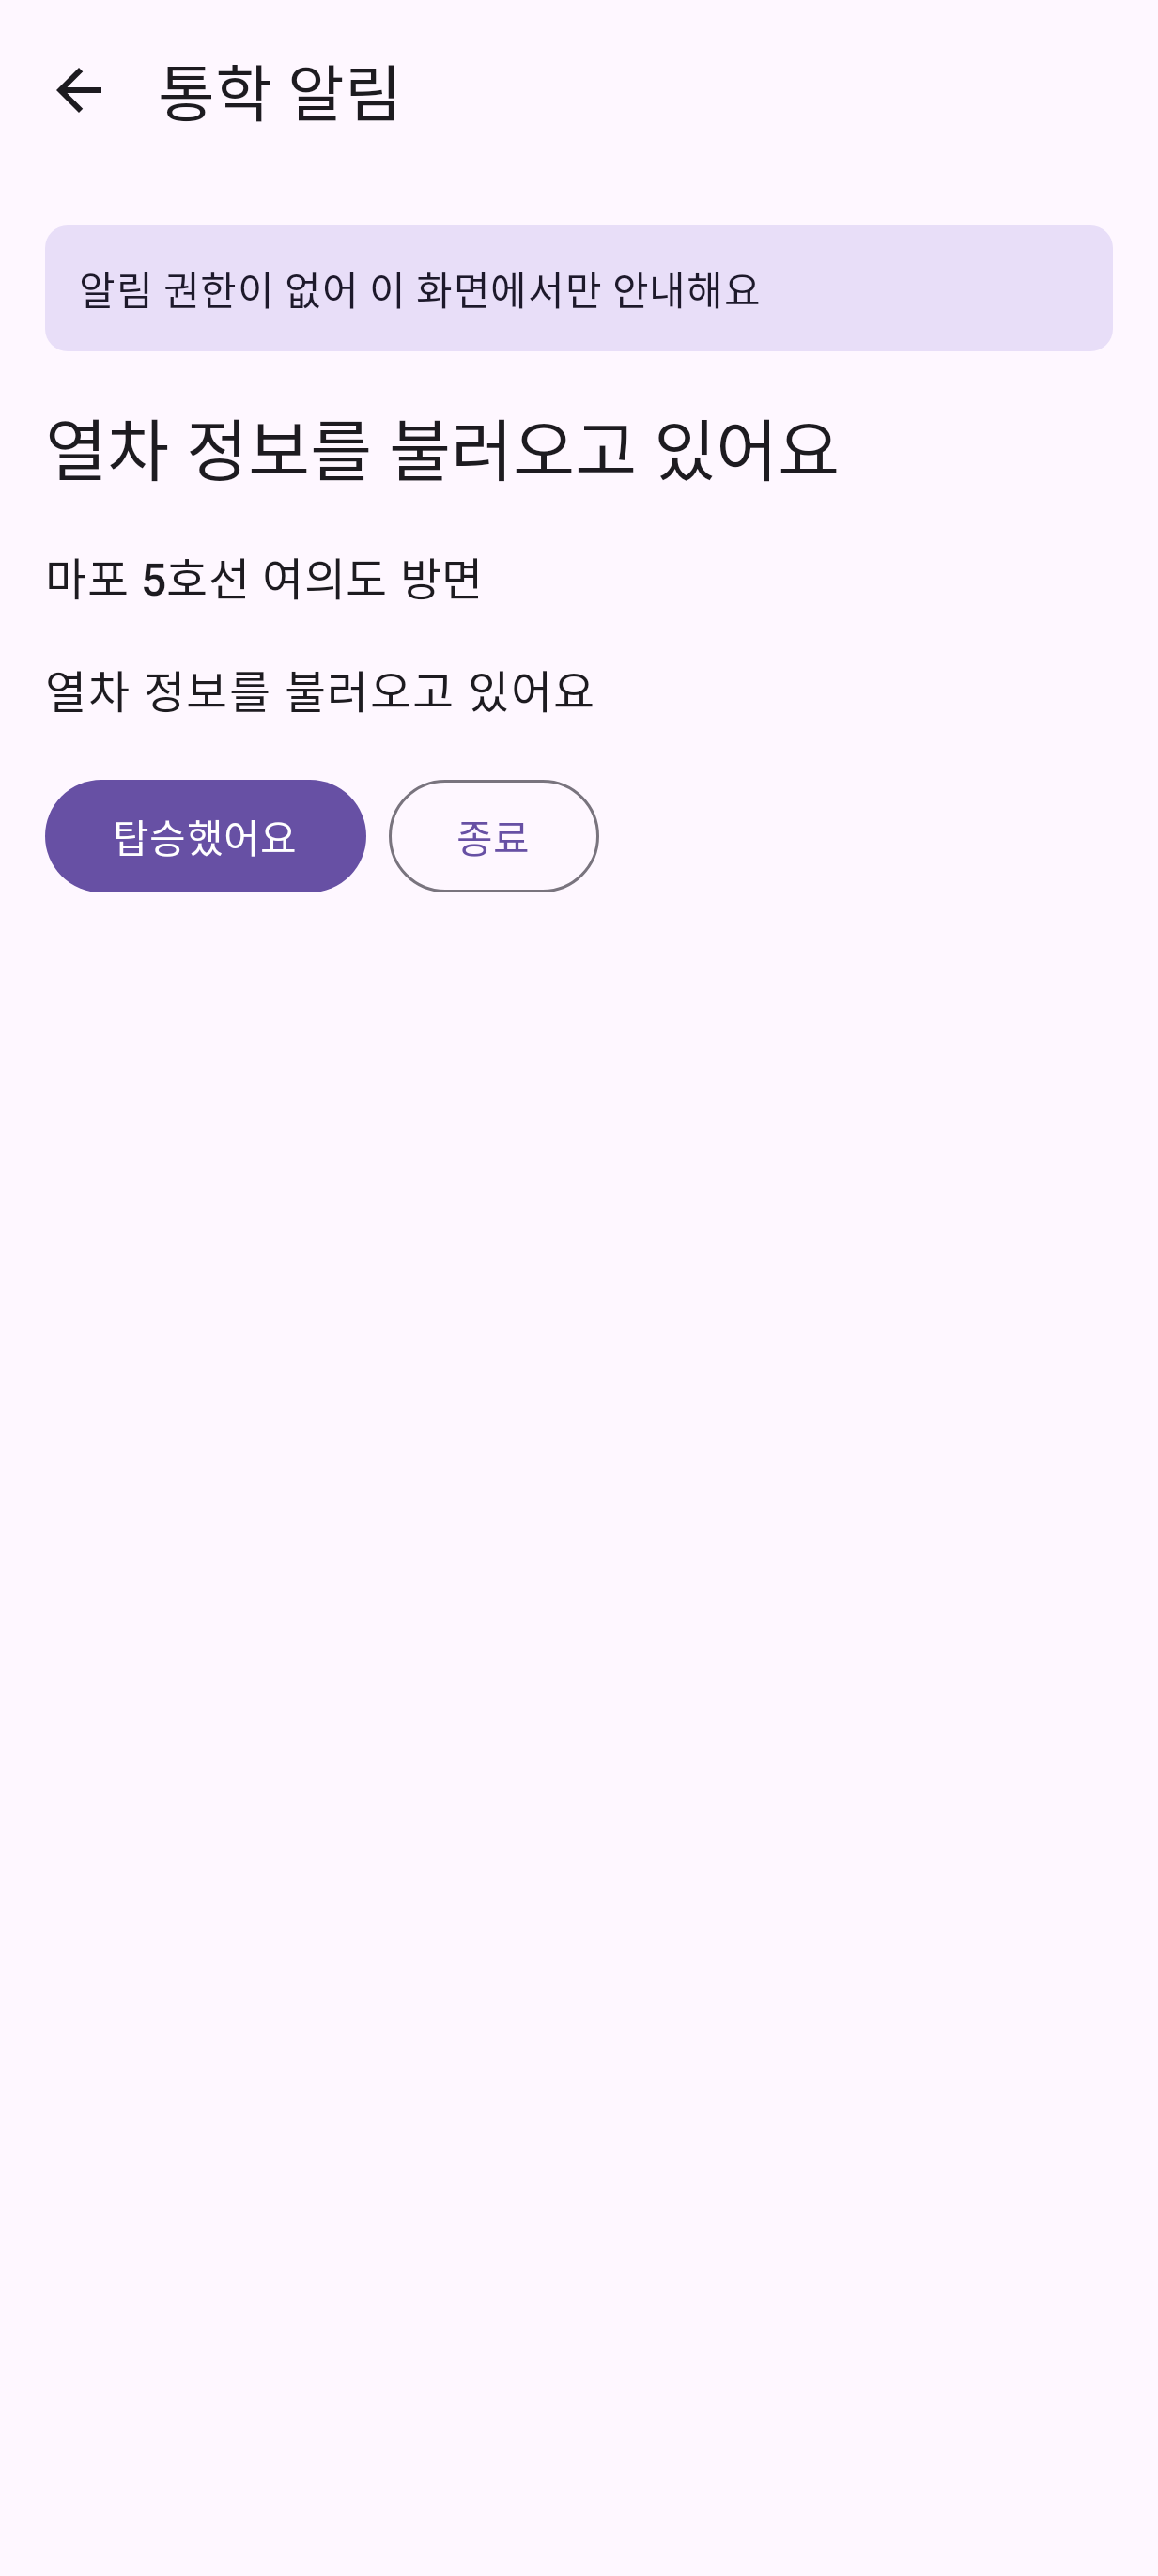 통학 알림
알림 권한이 없어 이 화면에서만 안내해요
열차 정보를 불러오고 있어요
마포 5호선 여의도 방면
열차 정보를 불러오고 있어요
탑승했어요
종료